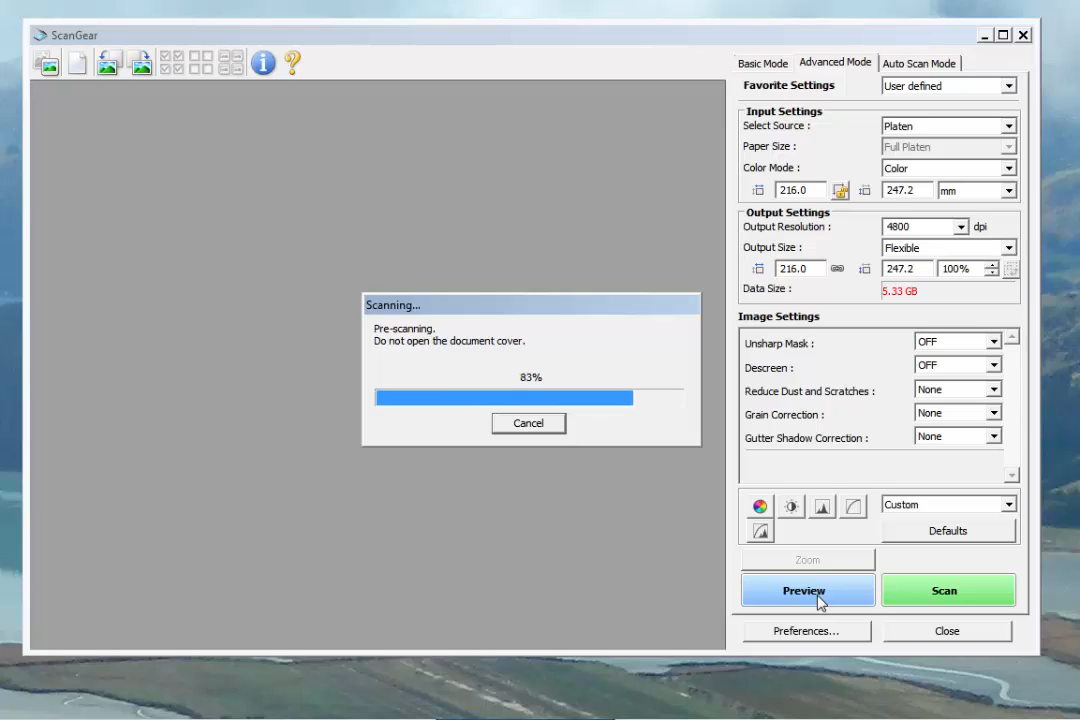 ScanGear
Basic Mode
Advanced Mode
Auto Scan Mode
Favorite Settings
User defined
Input Settings
Select Source :
Platen
Paper Size :
Full Platen
Color Mode :
Color
216.0
247.2
mm
Output Settings
Output Resolution :
4800
dpi
Output Size :
Flexible
216.0
247.2
100%
Data Size :
5.33 GB
Image Settings
Unsharp Mask :
OFF
Descreen :
OFF
Reduce Dust and Scratches :
None
Grain Correction :
None
Gutter Shadow Correction :
None
Custom
Defaults
Zoom
Preview
Scan
Preferences...
Close
Scanning...
Pre-scanning.
Do not open the document cover.
83%
Cancel